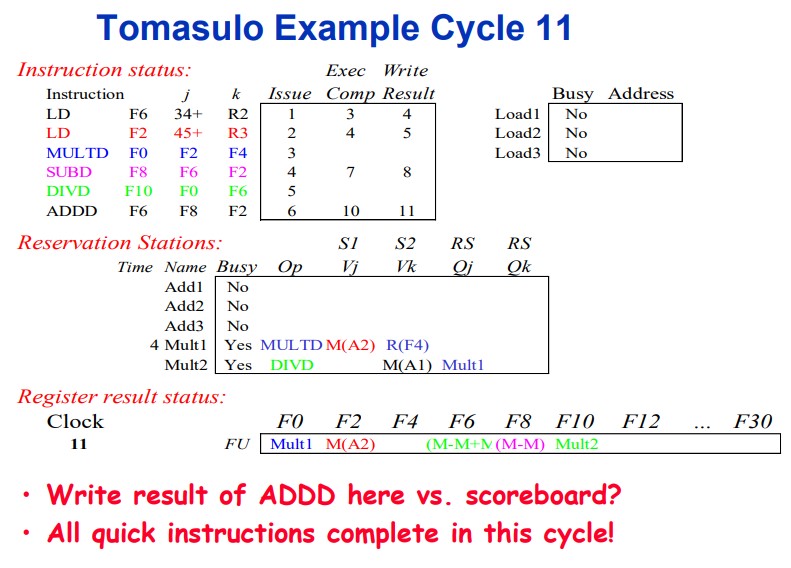 Tomasulo Example Cycle 11
Instruction status: Exec Write
Instruction j k Issue Comp Result Busy Address
LD F6 34+ R2 1 3 4 Load1 No
LD F2 45+ R3 2 4 5 Load2 No
MULTD F0 F2 F4 3 Load3 No
SUBD F8 F6 F2 4 7 8
DIVD F10 F0 F6 5
ADDD F6 F8 F2 6 10 11
Reservation Stations: S1 S2 RS RS
Time Name Busy Op Vj Vk Qj Qk
Add1 No
Add2 No
Add3 No
4 Mult1 Yes MULTD M(A2) R(F4)
Mult2 Yes DIVD M(A1) Mult1
Register result status:
Clock F0 F2 F4 F6 F8 F10 F12 ... F30
11 FU Mult1 M(A2) (M-M+M (M-M) Mult2
• Write result of ADDD here vs. scoreboard?
• All quick instructions complete in this cycle!